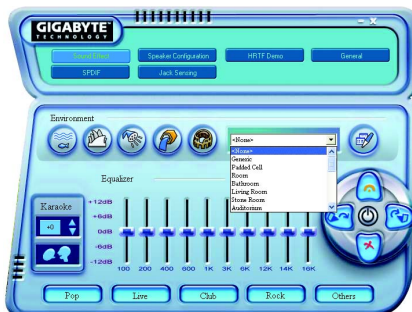 GIGABYTE™
TECHNOLOGY
Sound Effect
Speaker Configuration
HRTF Demo
General
SPDIF
Jack Sensing
Environment
<None>
<None>
Generic
Padded Cell
Room
Bathroom
Living Room
Stone Room
Auditorium
Equalizer
Karaoke
+0
+12dB
+6dB
0dB
-6dB
-12dB
100 200 400 600 1K 3K 6K 12K 14K 16K
Pop
Live
Club
Rock
Others